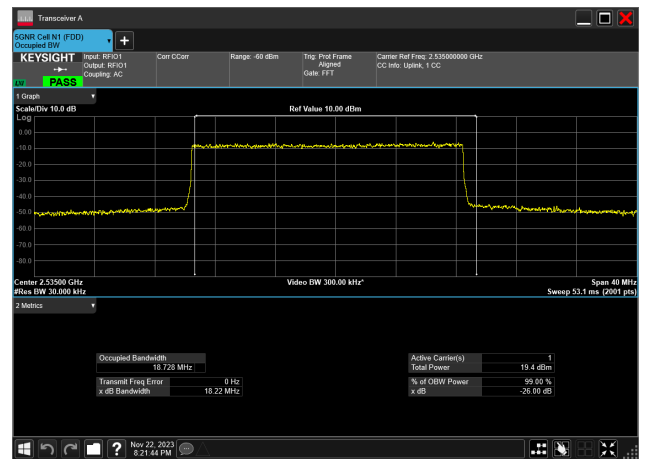 Transceiver A
5GNR Cell N1 (FDD)
Occupied BW
KEYSIGHT
PASS
Input: RFIO1
Output: RFIO1
Coupling: AC
Corr CCorr
Range: -60 dBm
Trig: Prot Frame
Aligned
Gate: FFT
Carrier Ref Freq: 2.535000000 GHz
CC Info: Uplink, 1 CC
1 Graph
Scale/Div 10.0 dB
Ref Value 10.00 dBm
Log
0.00
-10.0
-20.0
-30.0
-40.0
-50.0
-60.0
-70.0
-80.0
Center 2.53500 GHz
Video BW 300.00 kHz*
Span 40 MHz
#Res BW 30.000 kHz
Sweep 53.1 ms (2001 pts)
2 Metrics
Occupied Bandwidth
18.728 MHz
Active Carrier(s) 1
Total Power 19.4 dBm
Transmit Freq Error 0 Hz
x dB Bandwidth 18.22 MHz
% of OBW Power 99.00 %
x dB -26.00 dB
?
Nov 22, 2023
8:21:44 PM